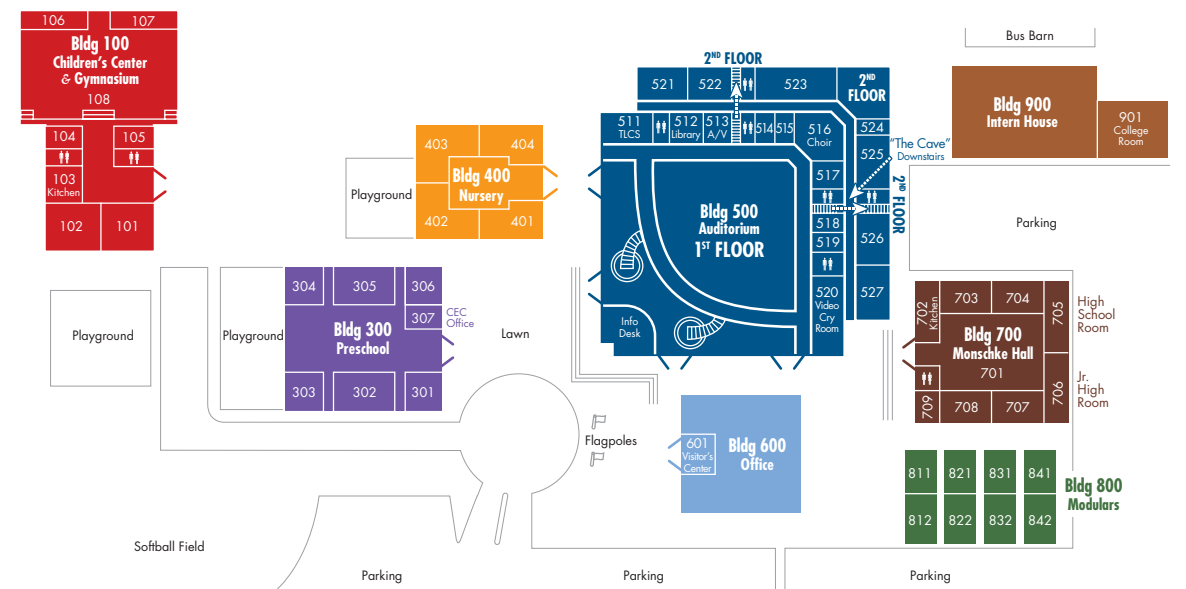 106
107
Bldg 100
Children's Center
& Gymnasium
108
104
105
103
Kitchen
102
101
Playground
403
404
Bldg 400
Nursery
402
401
2ND FLOOR
521
522
523
2ND
FLOOR
511
TLCS
512
Library
513
A/V
514
515
516
Choir
524
525
"The Cave"
Downstairs
517
2ND FLOOR
518
519
526
520
Video
Cry
Room
527
Bldg 500
Auditorium
1ST FLOOR
Info
Desk
Bus Barn
Bldg 900
Intern House
901
College
Room
Parking
Playground
Playground
304
305
306
307
CEC
Office
Bldg 300
Preschool
303
302
301
Lawn
Flagpoles
601
Visitor's
Center
Bldg 600
Office
702
Kitchen
703
704
705
High
School
Room
Bldg 700
Monschke Hall
701
706
Jr.
High
Room
709
708
707
811
821
831
841
Bldg 800
Modulars
812
822
832
842
Softball Field
Parking
Parking
Parking